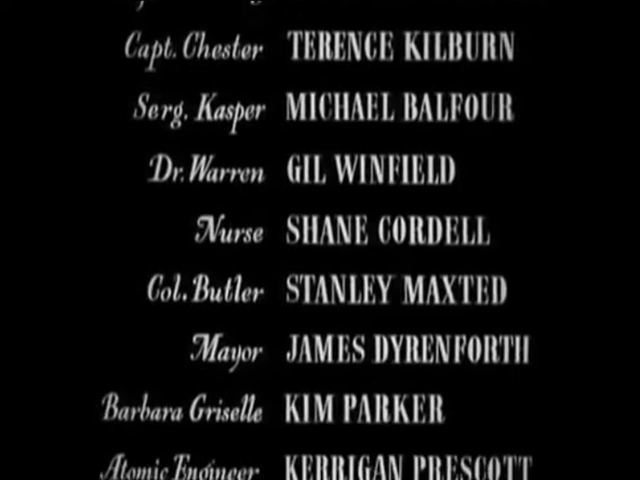 Capt. Chester TERENCE KILBURN
Serg. Kasper MICHAEL BALFOUR
Dr. Warren GIL WINFIELD
Nurse SHANE CORDELL
Col. Butler STANLEY MAXTED
Mayor JAMES DYRENFORTH
Barbara Griselle KIM PARKER
Atomic Engineer KERRIGAN PRESCOTT